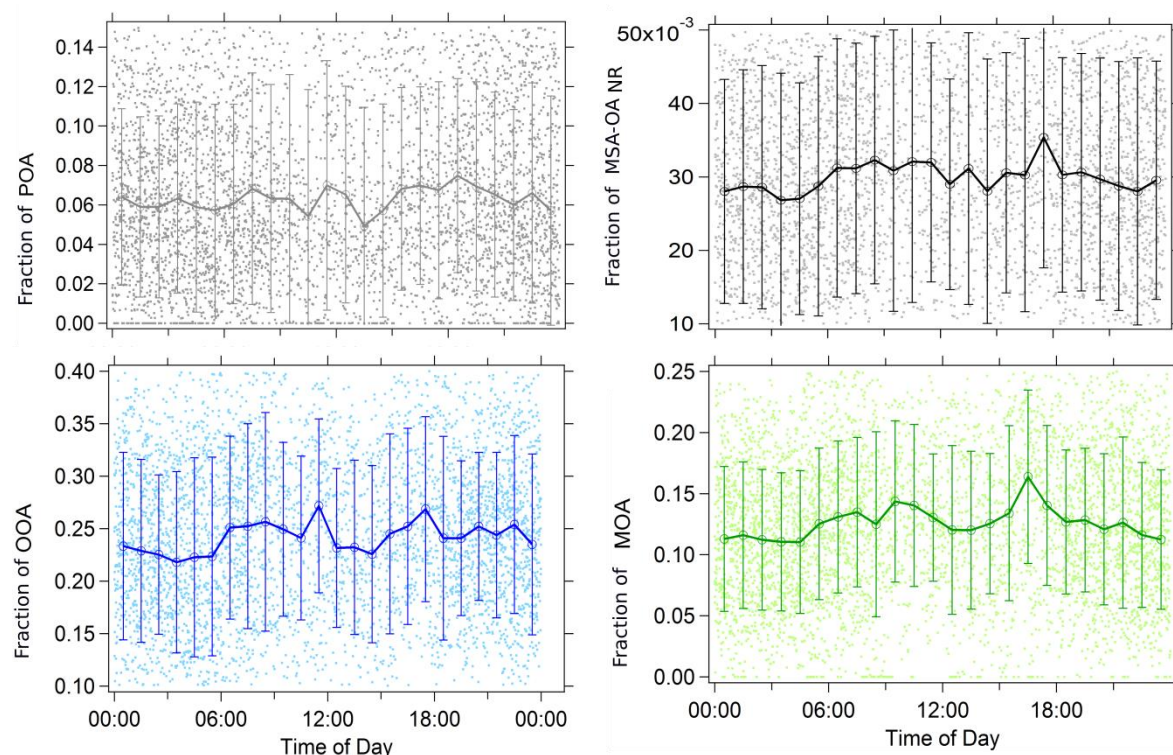 Fraction of POA
0.14
0.12
0.10
0.08
0.06
0.04
0.02
0.00
Fraction of MSA-OA NR
50x10⁻³
40
30
20
10
Fraction of OOA
0.40
0.35
0.30
0.25
0.20
0.15
0.10
00:00 06:00 12:00 18:00 00:00
Time of Day
Fraction of MOA
0.25
0.20
0.15
0.10
0.05
0.00
00:00 06:00 12:00 18:00
Time of Day